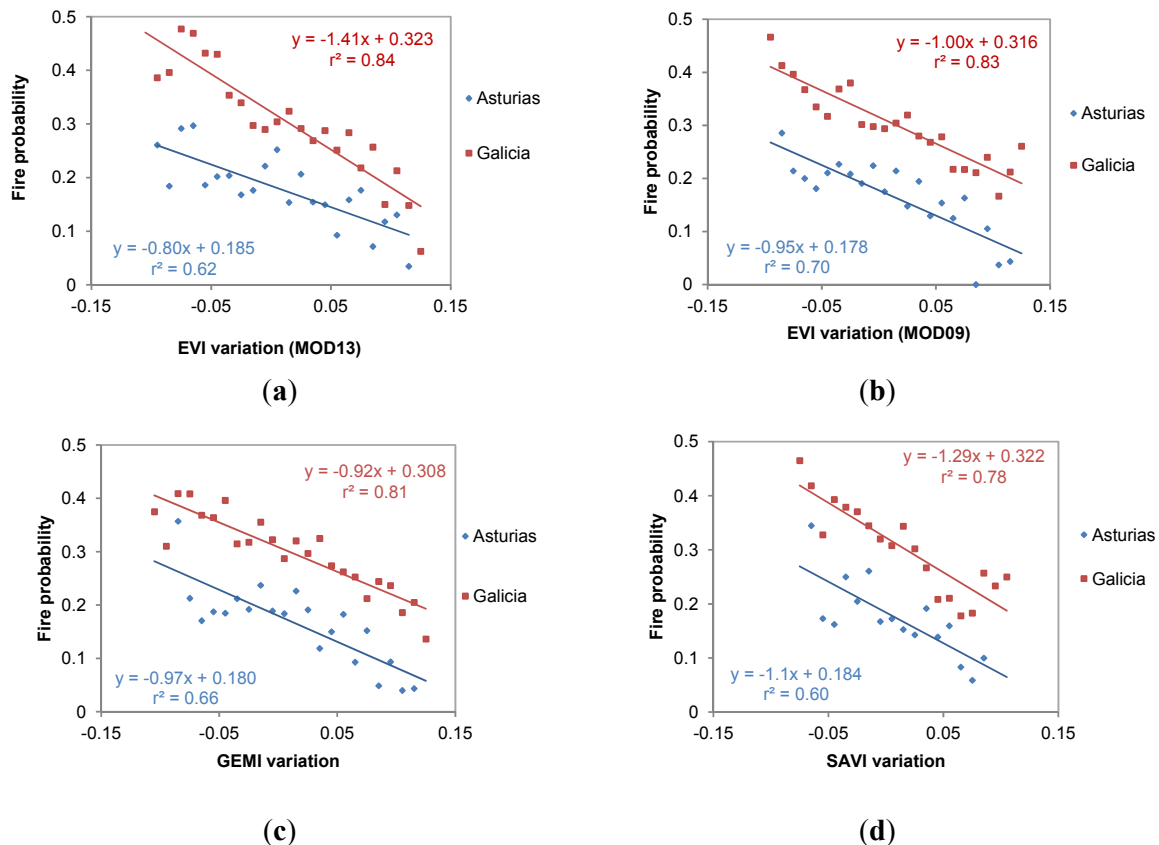 0.5
0.4
0.3
0.2
0.1
0
-0.15
-0.05
0.05
0.15
Fire probability
y = -1.41x + 0.323
r² = 0.84
y = -0.80x + 0.185
r² = 0.62
Asturias
Galicia
EVI variation (MOD13)
(a)
0.5
0.4
0.3
0.2
0.1
0
-0.15
-0.05
0.05
0.15
Fire probability
y = -1.00x + 0.316
r² = 0.83
y = -0.95x + 0.178
r² = 0.70
Asturias
Galicia
EVI variation (MOD09)
(b)
0.5
0.4
0.3
0.2
0.1
0
-0.15
-0.05
0.05
0.15
Fire probability
y = -0.92x + 0.308
r² = 0.81
y = -0.97x + 0.180
r² = 0.66
Asturias
Galicia
GEMI variation
(c)
0.5
0.4
0.3
0.2
0.1
0
-0.15
-0.05
0.05
0.15
Fire probability
y = -1.29x + 0.322
r² = 0.78
y = -1.1x + 0.184
r² = 0.60
Asturias
Galicia
SAVI variation
(d)